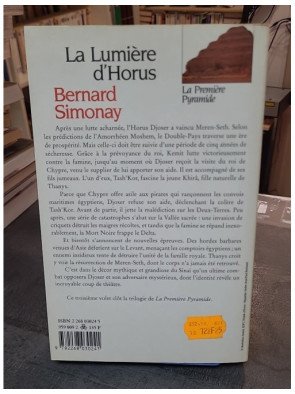 La Lumière
d'Horus
Bernard
Simonay
La Première
Pyramide
Après une lutte acharnée, l'Horus Djoser a vaincu Meren-Seth. Selon
les prédictions de l'Amorrhéen Moshem, le Double-Pays traverse une ère
de prospérité. Mais celle-ci doit être suivie d'une période de cinq années de
sécheresse. Grâce à la prévoyance du roi, Kemit lutte victorieusement
contre la famine, jusqu'au moment où Djoser reçoit la visite du roi de
Chypre, venu le supplier de lui apporter son aide. Il est accompagné de ses
fils jumeaux. L'un d'eux, Tash'Kor, fascine la jeune Khirâ, fille naturelle de
Thanys.
Parce que Chypre offre asile aux pirates qui rançonnent les convois
maritimes égyptiens, Djoser refuse son aide, déclenchant la colère de
Tash'Kor. Avant de partir, il jette la malédiction sur les Deux-Terres. Peu
après, une série de catastrophes s'abat sur la Vallée sacrée : une invasion de
criquets détruit les maigres récoltes, et tandis que la famine se répand inexo-
rablement, la Mort Noire frappe le Delta.
Et bientôt s'annoncent de nouvelles épreuves. Des hordes barbares
venues d'Asie déferlent sur le Levant, menaçant les comptoirs égyptiens ; un
ennemi insidieux tente de détruire l'unité de la famille royale. Thanys croit
y voir la résurrection de Meren-Seth, dont le corps n'a jamais été retrouvé.
C'est dans le décor mythique et grandiose du Sinaï qu'un ultime com-
bat opposera Djoser et son adversaire mystérieux, dont l'identité révèle un
incroyable coup de théâtre.
Ce troisième volet clôt la trilogie de La Première Pyramide.
ISBN 2 268 03024 5